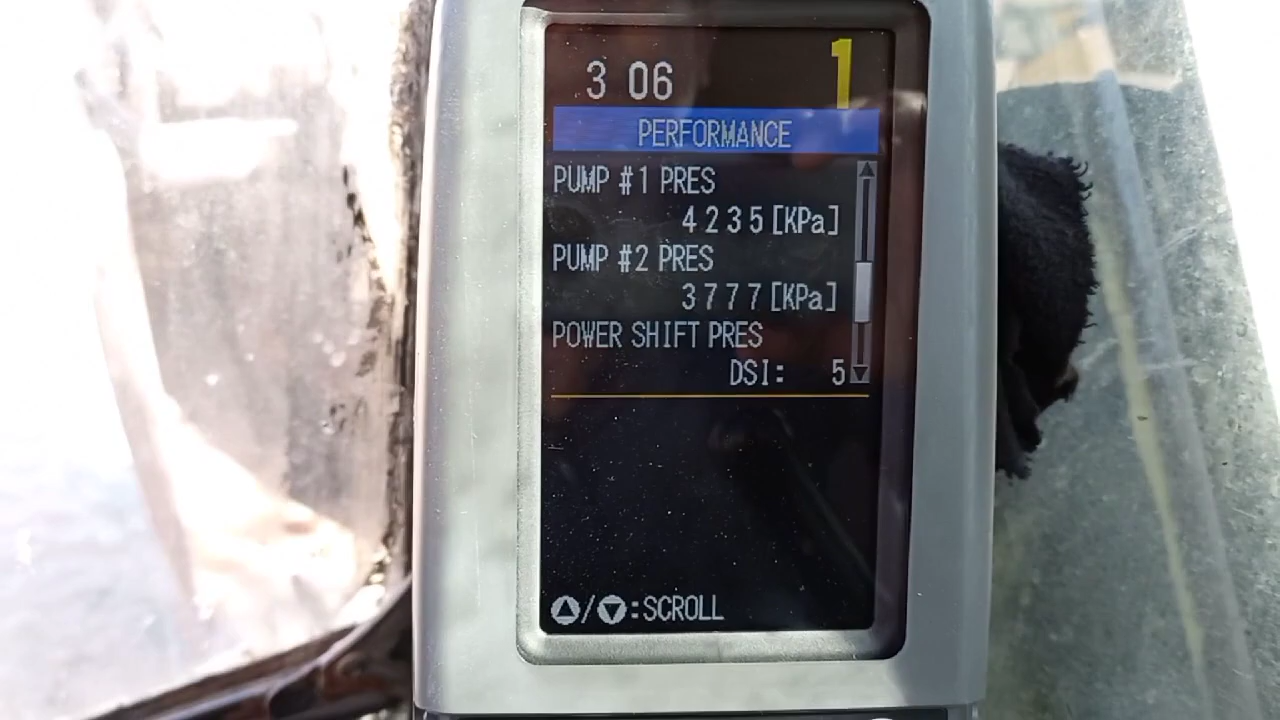 3 06
1
PERFORMANCE
PUMP #1 PRES
4235[KPa]
PUMP #2 PRES
3777[KPa]
POWER SHIFT PRES
DSI: 5
/ :SCROLL